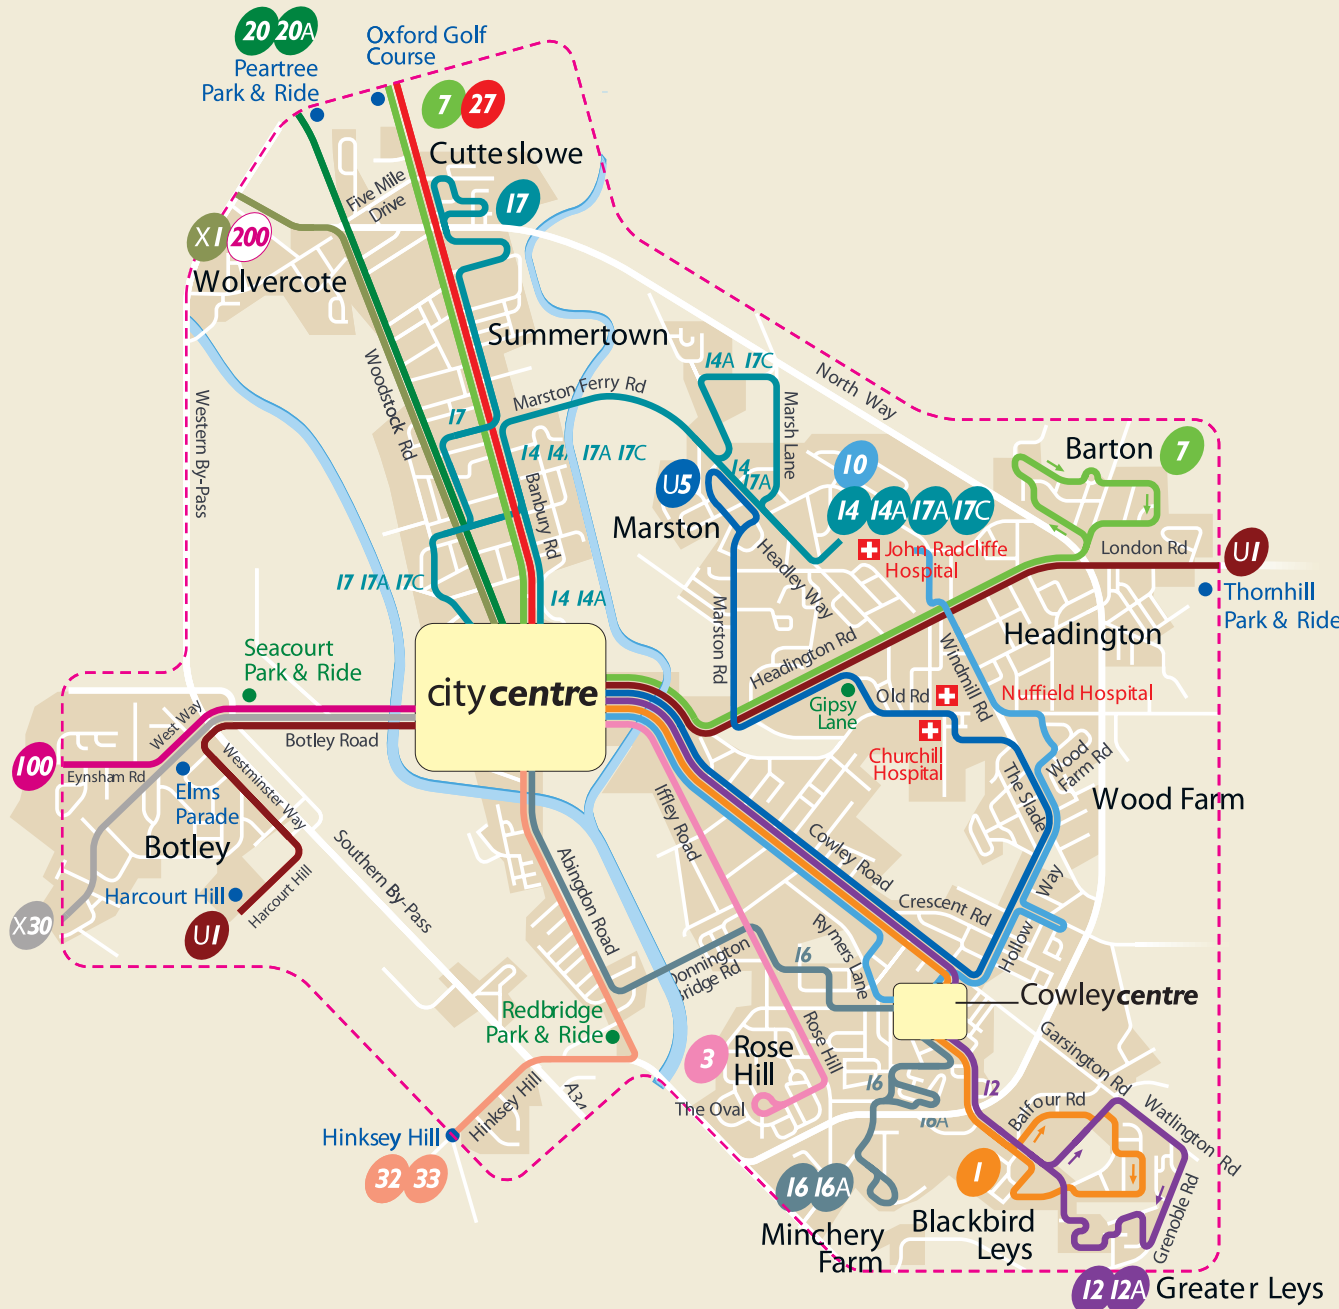 20 20A
Peartree
Park & Ride
Oxford Golf
Course
7 27
Cutteslowe
Five Mile
Drive
17
X1 200
Wolvercote
Summertown
Woodstock Rd
Western By-Pass
17
Marston Ferry Rd
14A 17C
North Way
Marsh Lane
14 14A 17A 17C
Banbury Rd
14
17A
10
Barton 7
U5
Marston
14 14A 17A 17C
John Radcliffe
Hospital
London Rd
U1
Thornhill
Park & Ride
Headley Way
17 17A 17C
14 14A
Marston Rd
Headington Rd
Headington
Windmill Rd
Seacourt
Park & Ride
city centre
Gipsy
Lane
Old Rd
Nuffield Hospital
Churchill
Hospital
West Way
Botley Road
100
Eynsham Rd
Elms
Parade
Westminster Way
Botley
Southern By-Pass
Iffley Road
The Slade
Wood
Farm Rd
Wood Farm
Cowley Road
Harcourt Hill
Harcourt Hill
X30
U1
Abingdon Road
Crescent Rd
Hollow Way
Rymers Lane
Donnington
Bridge Rd
16
Cowley centre
Redbridge
Park & Ride
3
Rose
Hill
Rose Hill
The Oval
Garsington Rd
16
12
16A
Balfour Rd
Watlington Rd
A34
Hinksey Hill
Hinksey Hill
32 33
16 16A
Minchery
Farm
1
Blackbird
Leys
Grenoble Rd
12 12A Greater Leys